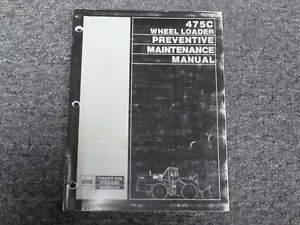 475C
WHEEL LOADER
PREVENTIVE
MAINTENANCE
MANUAL